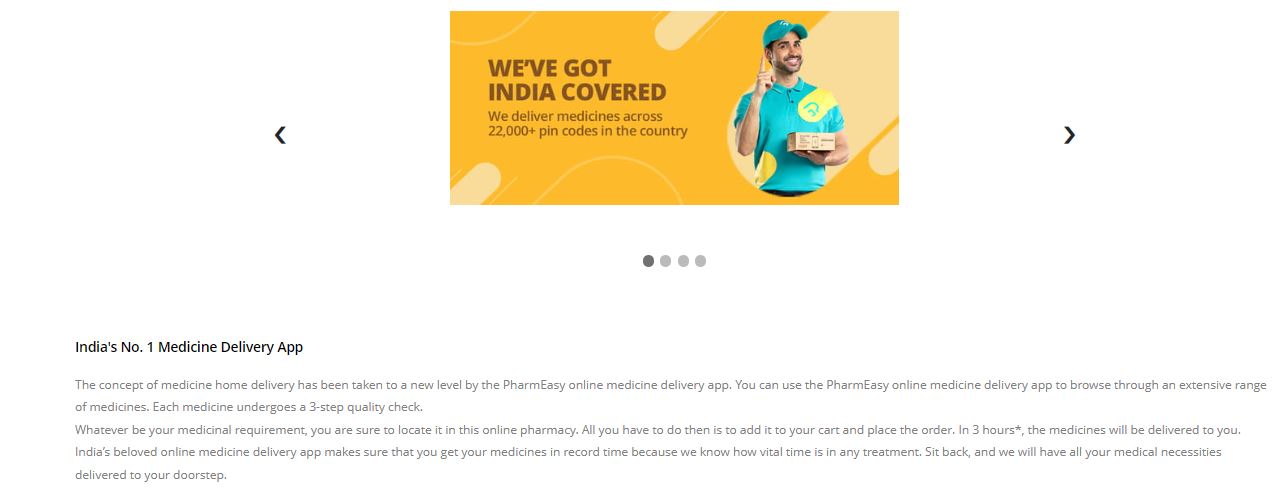 WE'VE GOT
INDIA COVERED
We deliver medicines across
22,000+ pin codes in the country
India's No. 1 Medicine Delivery App
The concept of medicine home delivery has been taken to a new level by the PharmEasy online medicine delivery app. You can use the PharmEasy online medicine delivery app to browse through an extensive range
of medicines. Each medicine undergoes a 3-step quality check.
Whatever be your medicinal requirement, you are sure to locate it in this online pharmacy. All you have to do then is to add it to your cart and place the order. In 3 hours*, the medicines will be delivered to you.
India’s beloved online medicine delivery app makes sure that you get your medicines in record time because we know how vital time is in any treatment. Sit back, and we will have all your medical necessities
delivered to your doorstep.